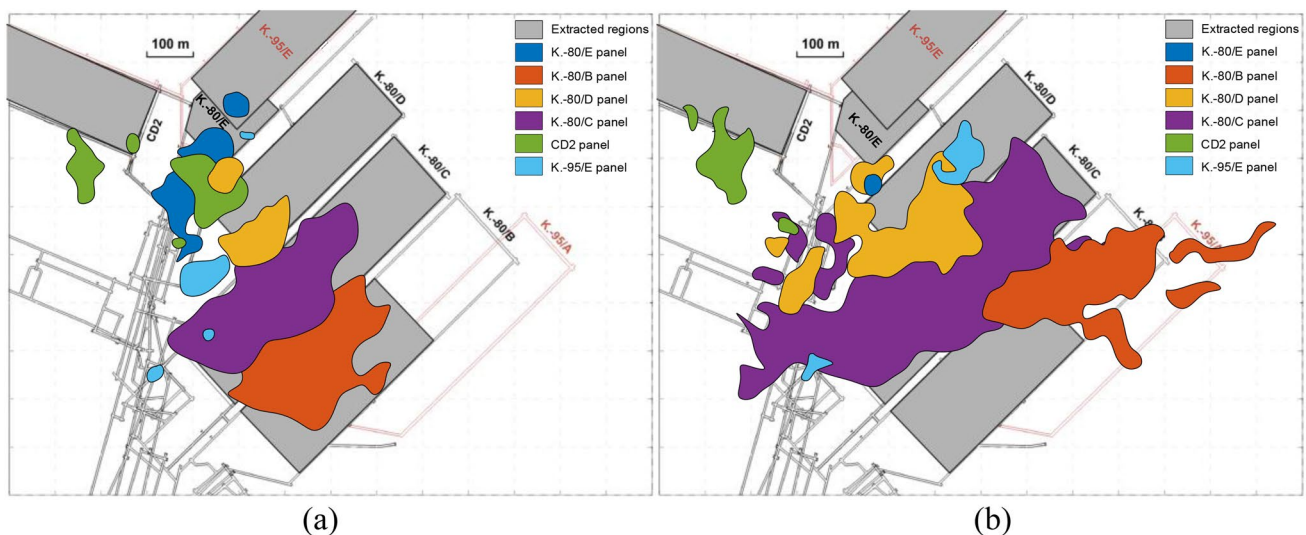 100 m
K.-95/E
K.-80/E
CD2
K.-80/D
K.-80/C
K.-80/B
K.-95/A
Extracted regions
K.-80/E panel
K.-80/B panel
K.-80/D panel
K.-80/C panel
CD2 panel
K.-95/E panel
(a)
100 m
K.-95/E
K.-80/E
CD2
K.-80/D
K.-80/C
K.-8
K.-95/
Extracted regions
K.-80/E panel
K.-80/B panel
K.-80/D panel
K.-80/C panel
CD2 panel
K.-95/E panel
(b)